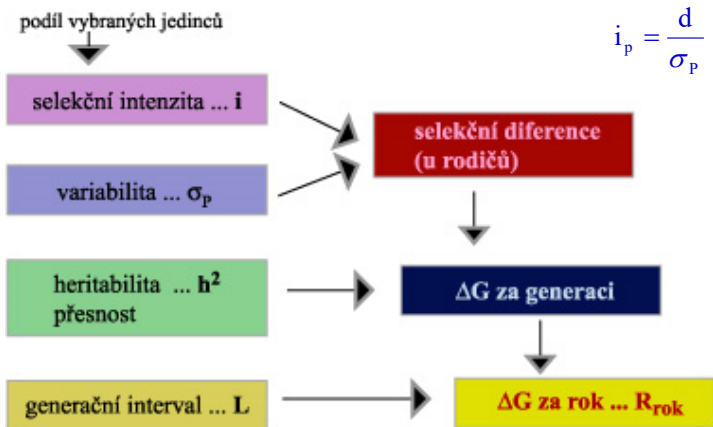 podíl vybraných jedinců
i_p = d / σ_P
selekční intenzita ... i
selekční diference
(u rodičů)
variabilita ... σ_P
heritabilita ... h²
přesnost
ΔG za generaci
generační interval ... L
ΔG za rok ... R_rok